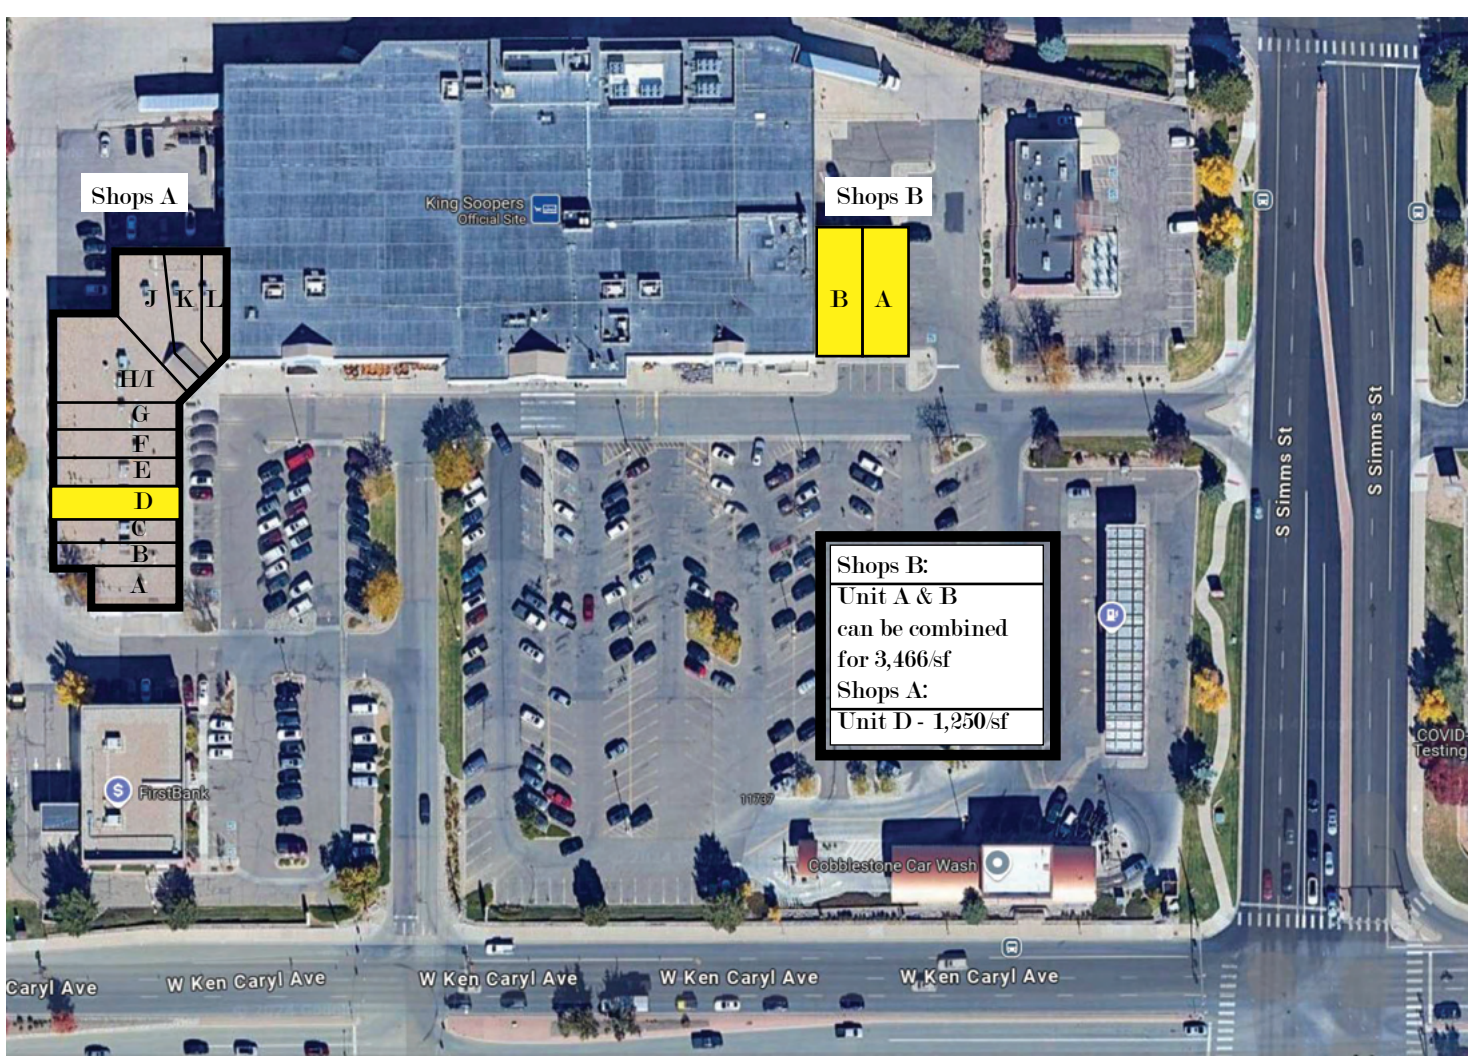 Shops A
King Soopers
Official Site
Shops B
J
K
L
B
A
H/I
G
F
E
D
C
B
A
S Simms St
S Simms St
Shops B:
Unit A & B
can be combined
for 3,466/sf
Shops A:
Unit D - 1,250/sf
COVID-
Testing
$
FirstBank
11737
Cobblestone Car Wash
Caryl Ave
W Ken Caryl Ave
W Ken Caryl Ave
W Ken Caryl Ave
W Ken Caryl Ave